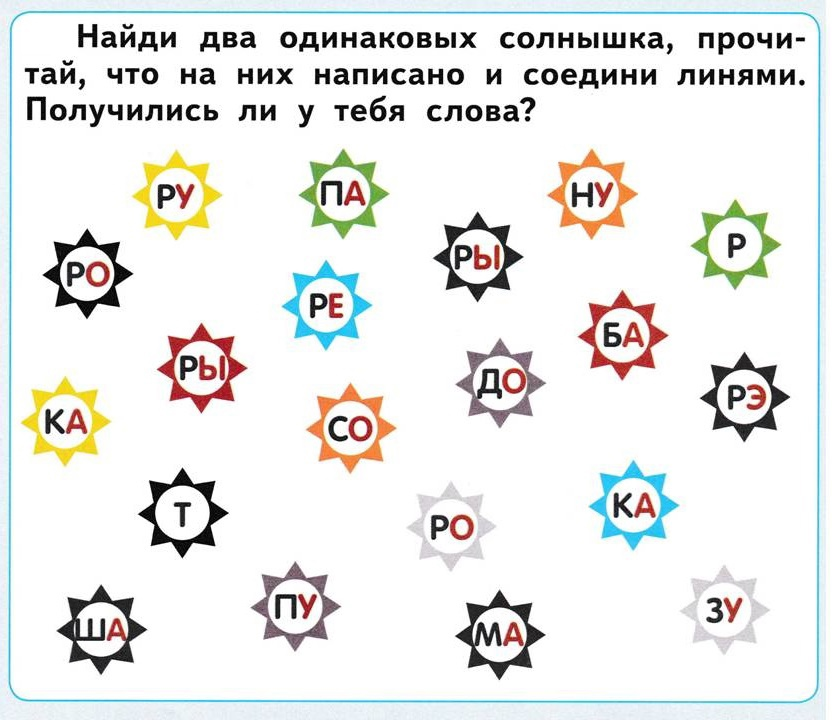 Найди два одинаковых солнышка, прочи-
тай, что на них написано и соедини линями.
Получились ли у тебя слова?
РУ ПА НУ
РО РЫ Р
РЕ
РЫ БА
КА СО ДО РЭ
Т РО КА
ША ПУ МА ЗУ